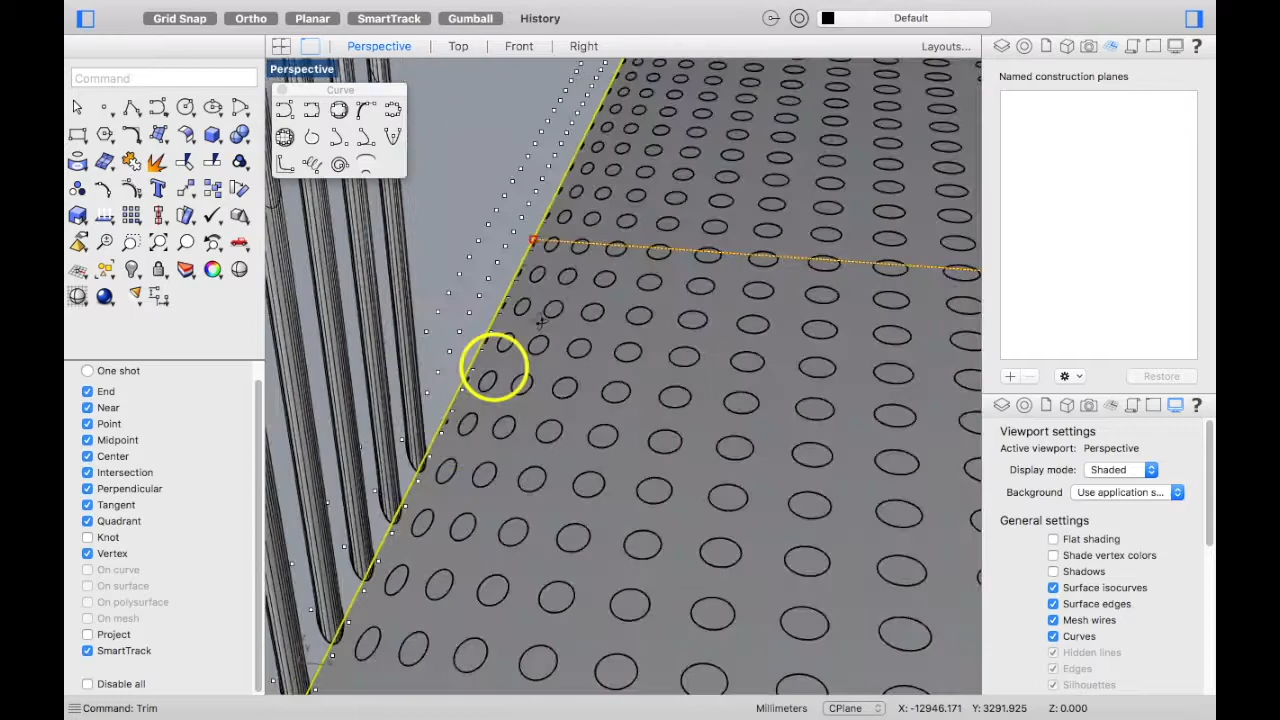 Grid Snap Ortho Planar SmartTrack Gumball History Default
Perspective Top Front Right Layouts...
Perspective
Curve
Command
Named construction planes
Restore
One shot
End
Near
Point
Midpoint
Center
Intersection
Perpendicular
Tangent
Quadrant
Knot
Vertex
On curve
On surface
On polysurface
On mesh
Project
SmartTrack
Disable all
Viewport settings
Active viewport: Perspective
Display mode: Shaded
Background Use application s...
General settings
Flat shading
Shade vertex colors
Shadows
Surface isocurves
Surface edges
Mesh wires
Curves
Hidden lines
Edges
Silhouettes
Command: Trim Millimeters CPlane X: -12946.171 Y: 3291.925 Z: 0.000